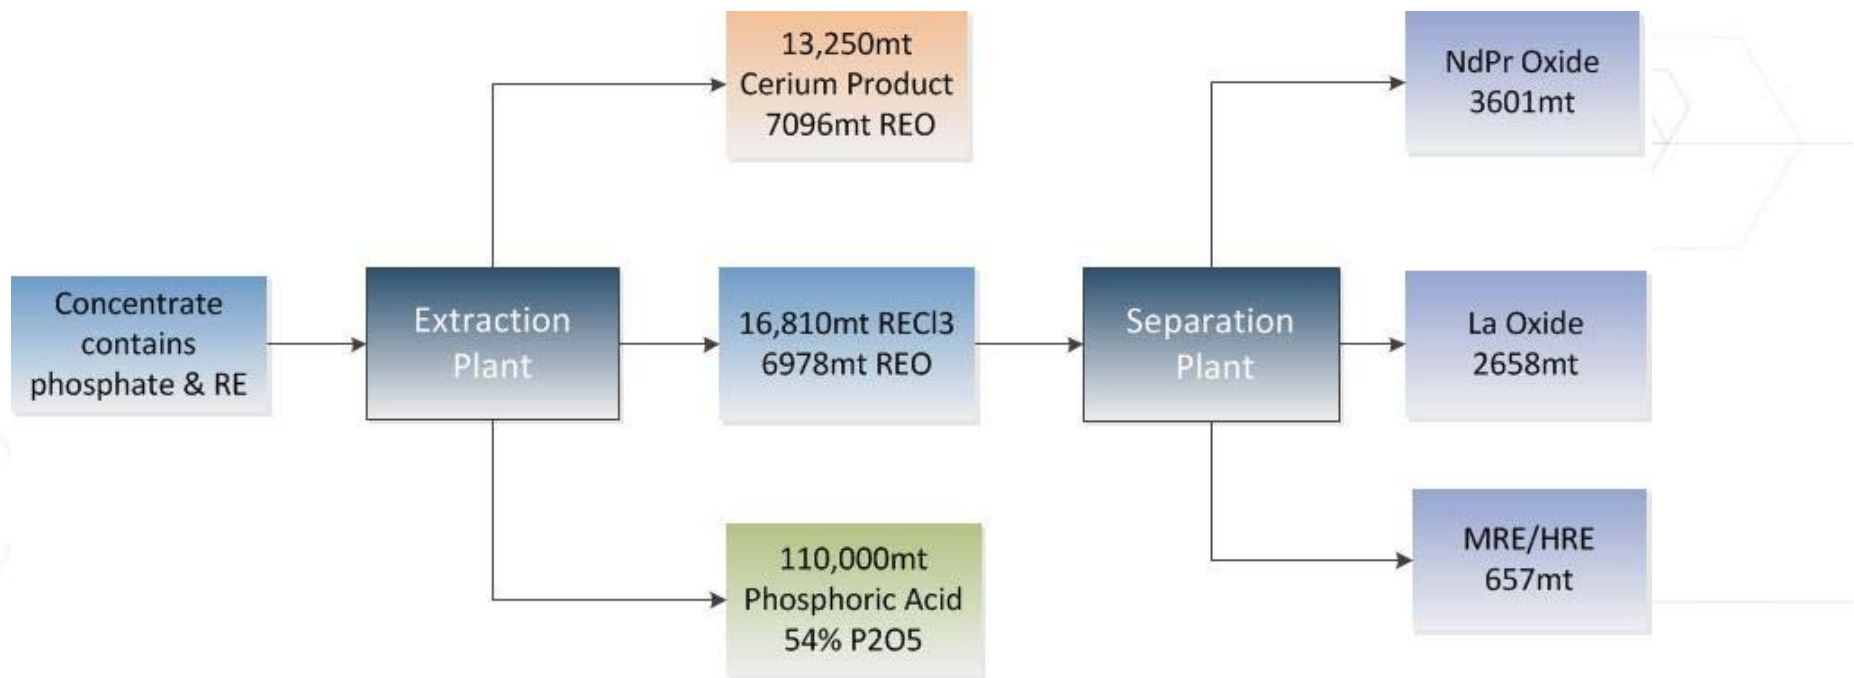 Concentrate
contains
phosphate & RE
Extraction
Plant
13,250mt
Cerium Product
7096mt REO
16,810mt RECl3
6978mt REO
110,000mt
Phosphoric Acid
54% P2O5
Separation
Plant
NdPr Oxide
3601mt
La Oxide
2658mt
MRE/HRE
657mt